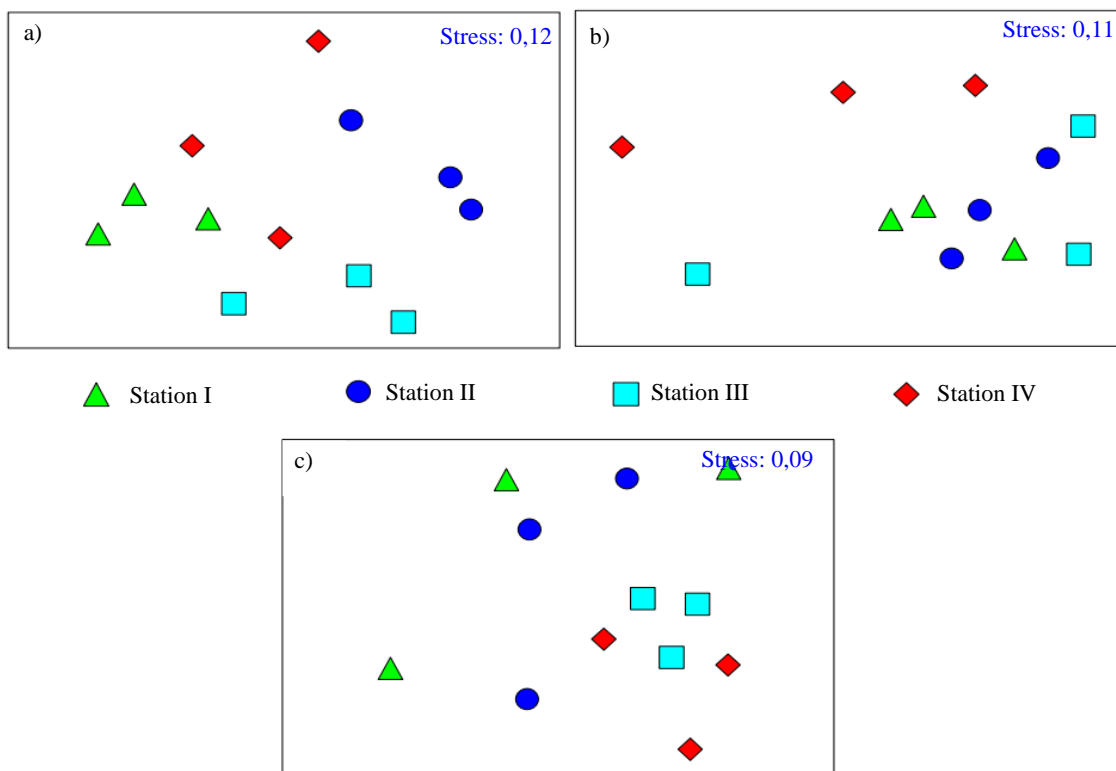 a)
Stress: 0,12
b)
Stress: 0,11
Station I
Station II
Station III
Station IV
c)
Stress: 0,09